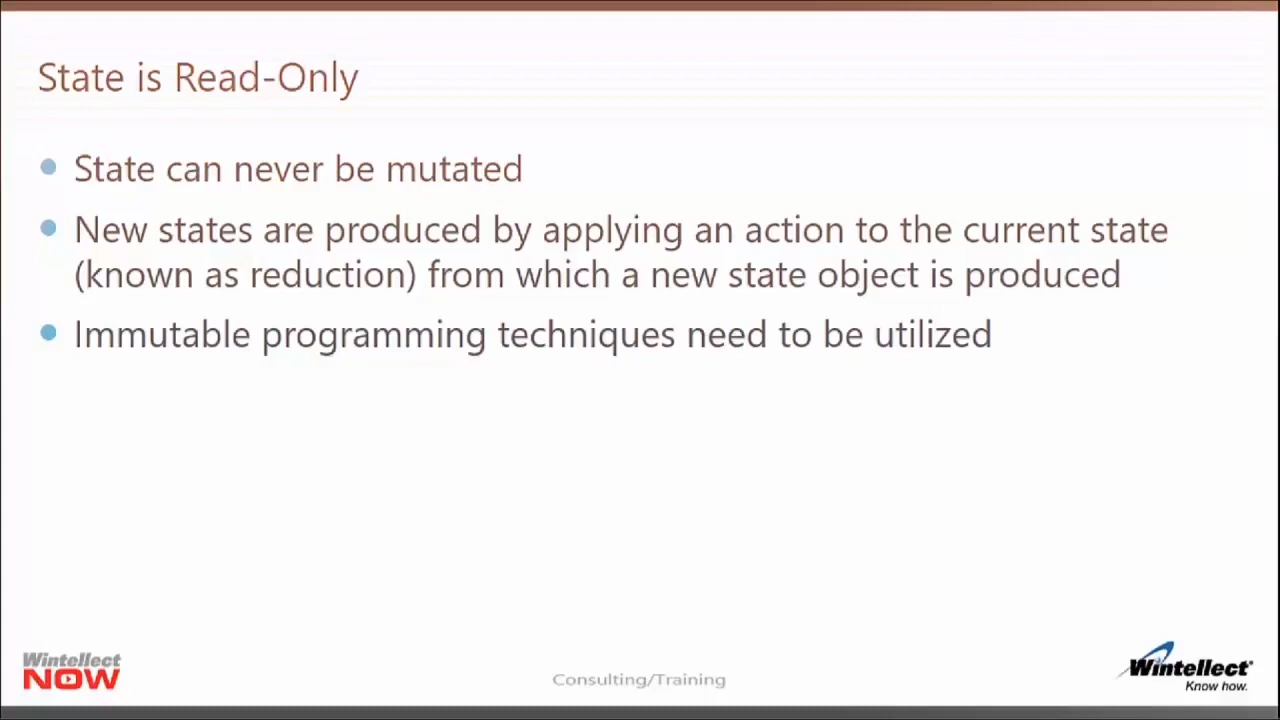 State is Read-Only
State can never be mutated
New states are produced by applying an action to the current state
(known as reduction) from which a new state object is produced
Immutable programming techniques need to be utilized
Wintellect
NOW
Consulting/Training
Wintellect
Know how.